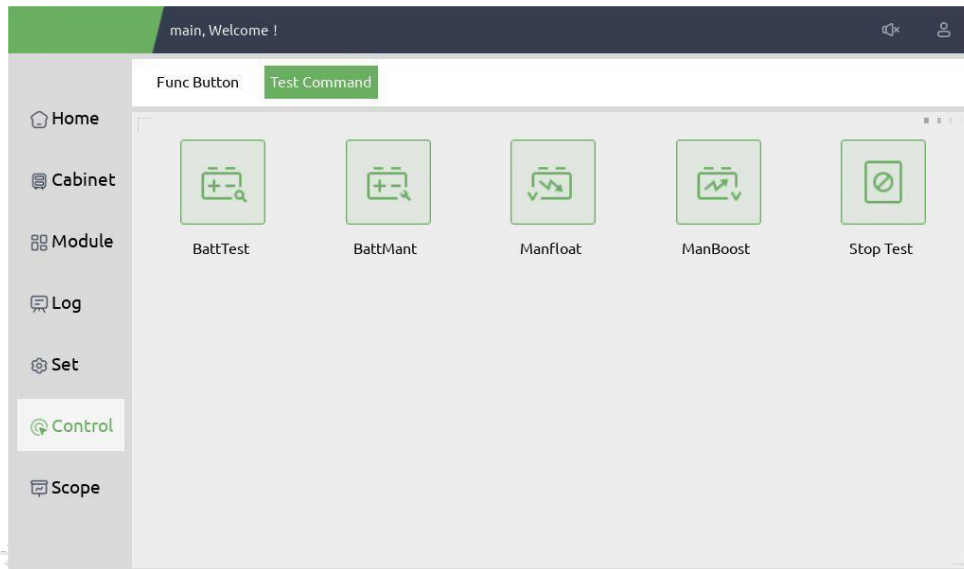 main, Welcome !
Func Button
Test Command
Home
Cabinet
Module
Log
Set
Control
Scope
BattTest
BattMant
Manfloat
ManBoost
Stop Test